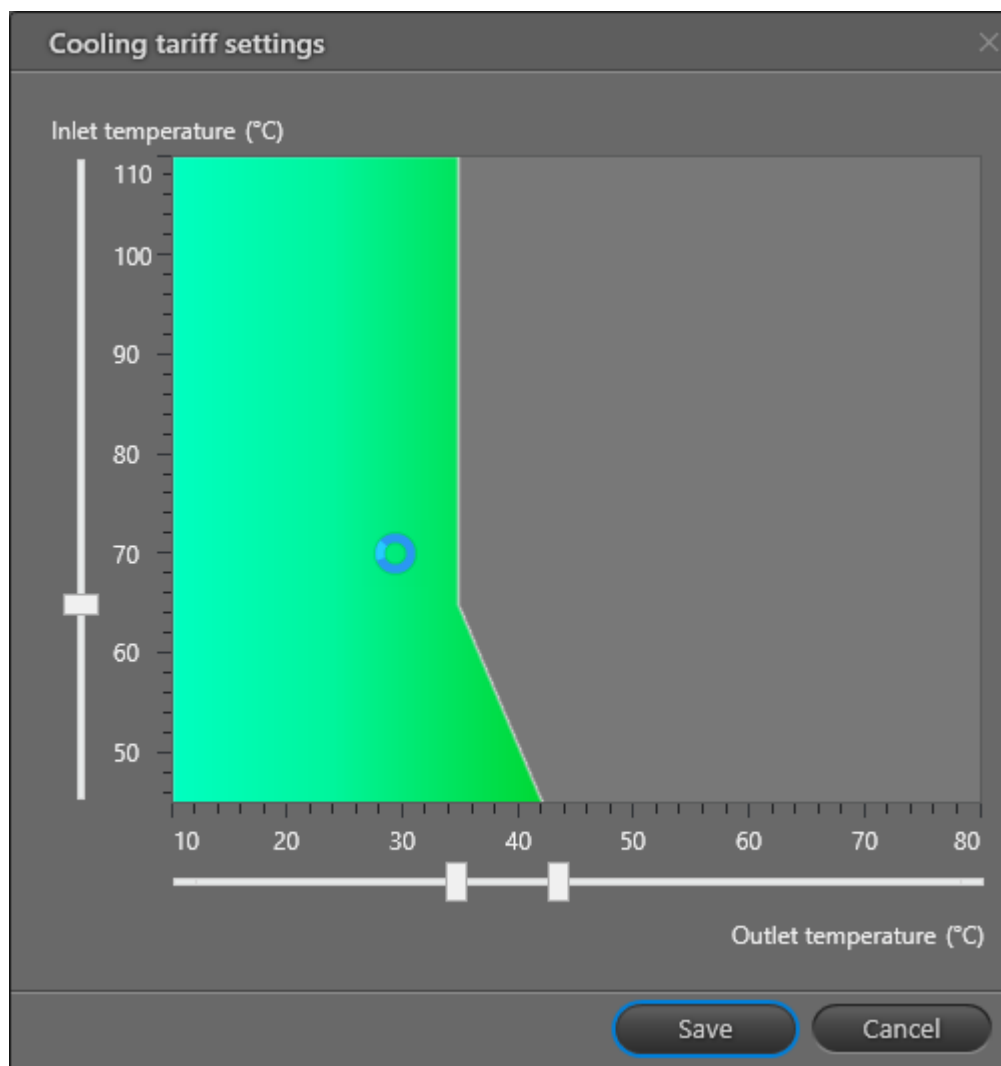 Cooling tariff settings
Inlet temperature (°C)
110
100
90
80
70
60
50
10 20 30 40 50 60 70 80
Outlet temperature (°C)
Save Cancel